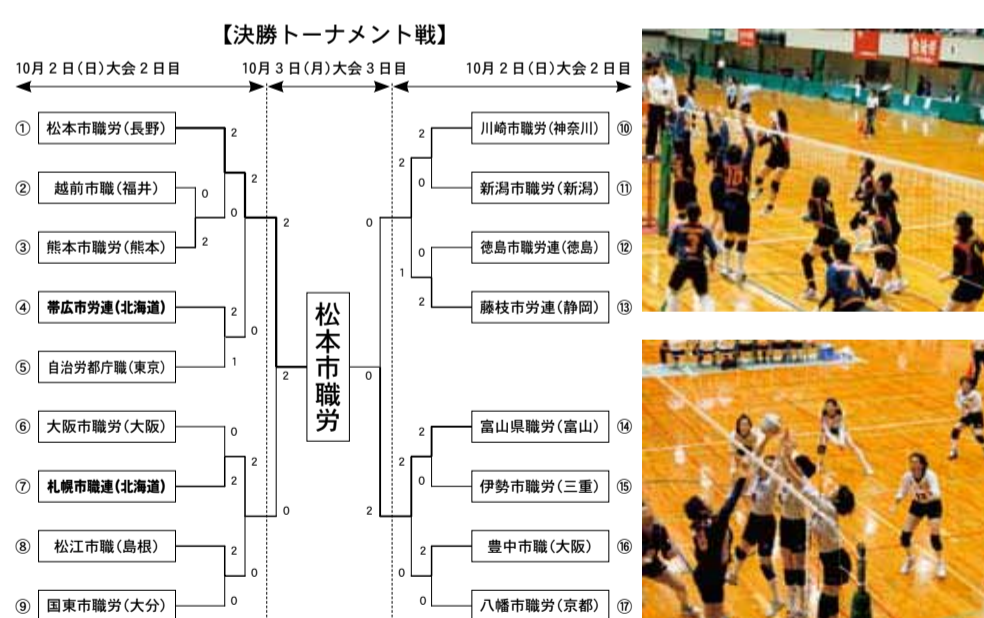 【決勝トーナメント戦】
10月2日(日)大会2日目
10月3日(月)大会3日目
10月2日(日)大会2日目
① 松本市職労(長野)
2
② 越前市職(福井)
0
0
2
③ 熊本市職労(熊本)
2
2
④ 帯広市労連(北海道)
2
0
⑤ 自治労都庁職(東京)
1
2
⑥ 大阪市職労(大阪)
0
⑦ 札幌市職連(北海道)
2
2
0
⑧ 松江市職(島根)
2
0
⑨ 国東市職労(大分)
0
松本市職労
川崎市職労(神奈川) ⑩
2
2
新潟市職労(新潟) ⑪
0
0
徳島市職労連(徳島) ⑫
0
1
藤枝市労連(静岡) ⑬
2
0
富山県職労(富山) ⑭
2
2
伊勢市職労(三重) ⑮
0
2
豊中市職(大阪) ⑯
2
0
八幡市職労(京都) ⑰
0
10
3
4